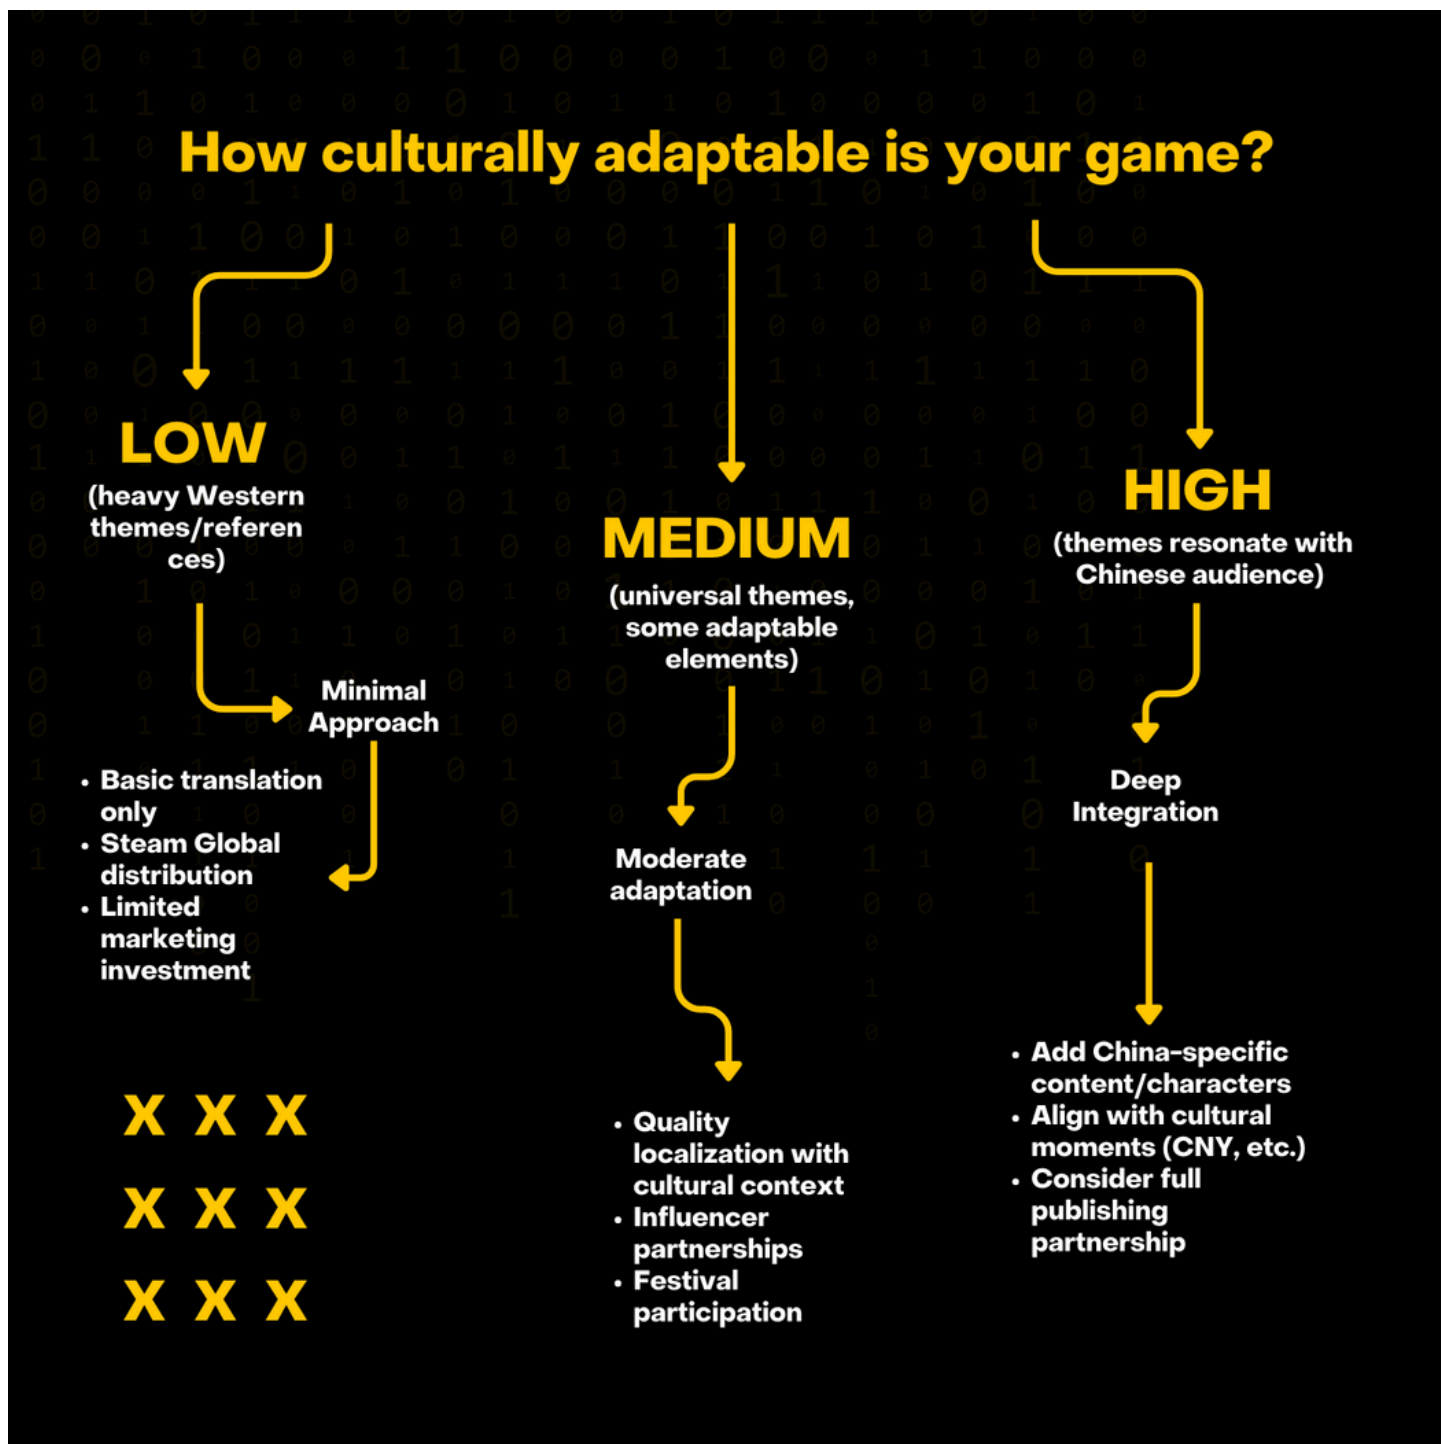 How culturally adaptable is your game?
LOW
(heavy Western
themes/referen
ces)
Minimal
Approach
• Basic translation
only
• Steam Global
distribution
• Limited
marketing
investment
X X X
X X X
X X X
MEDIUM
(universal themes,
some adaptable
elements)
Moderate
adaptation
• Quality
localization with
cultural context
• Influencer
partnerships
• Festival
participation
HIGH
(themes resonate with
Chinese audience)
Deep
Integration
• Add China-specific
content/characters
• Align with cultural
moments (CNY, etc.)
• Consider full
publishing
partnership